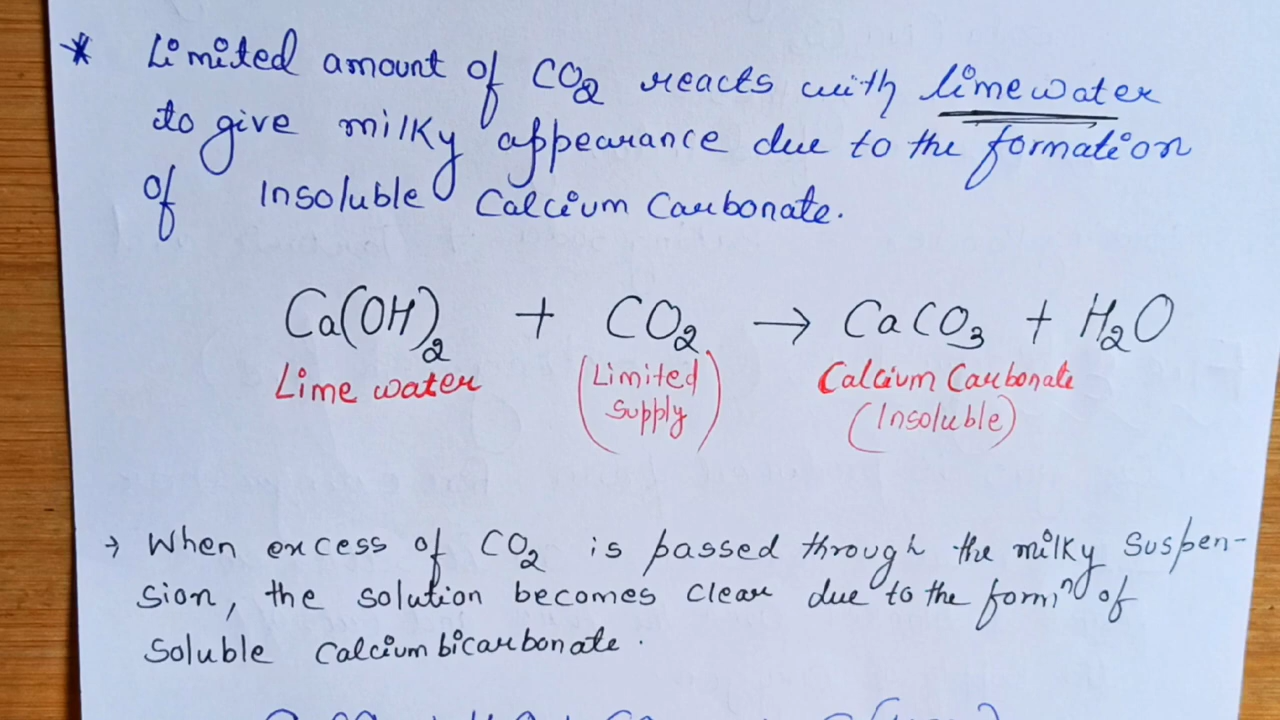 * Limited amount of CO₂ reacts with limewater
to give milky appearance due to the formation
of Insoluble Calcium Carbonate.
Ca(OH)₂ + CO₂ → CaCO₃ + H₂O
Lime water (Limited supply) Calcium Carbonate (Insoluble)
→ When excess of CO₂ is passed through the milky suspen-
sion, the solution becomes clear due to the formⁿ of
soluble calcium bicarbonate.